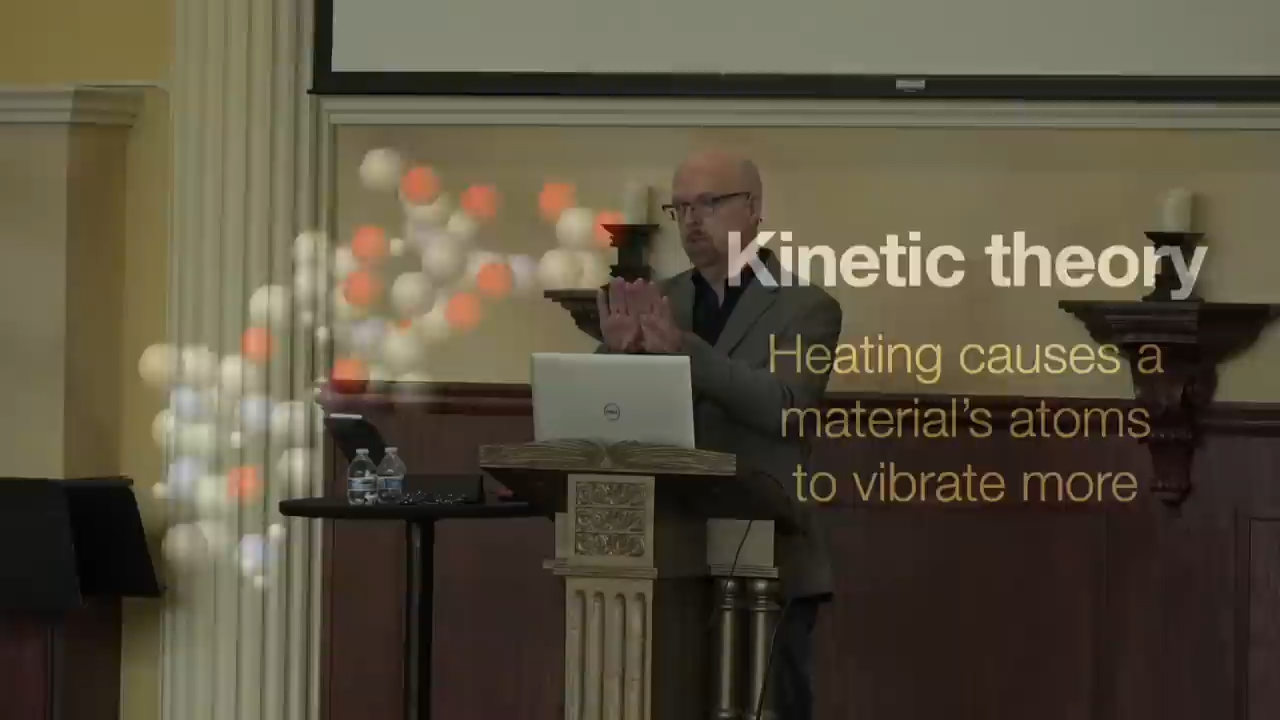 Kinetic theory
Heating causes a
material's atoms
to vibrate more